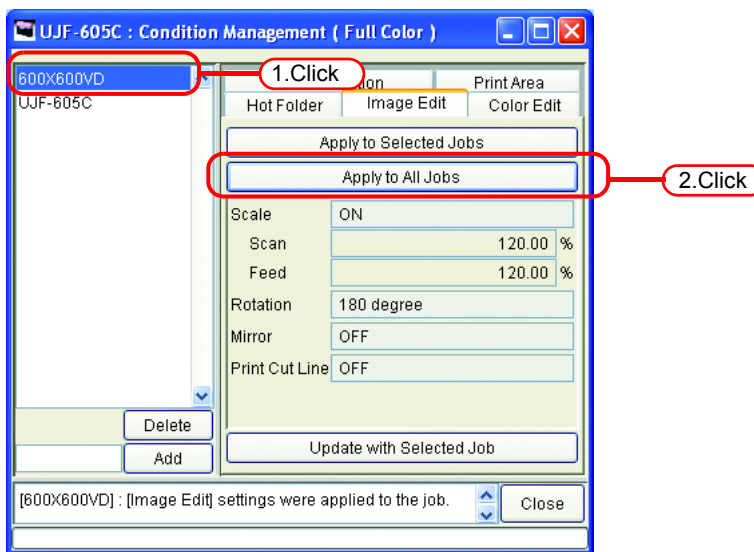 UJF-605C : Condition Management ( Full Color )
600X600VD
1.Click
Print Area
UJF-605C
Hot Folder
Image Edit
Color Edit
Apply to Selected Jobs
Apply to All Jobs
2.Click
Scale ON
Scan 120.00 %
Feed 120.00 %
Rotation 180 degree
Mirror OFF
Print Cut Line OFF
Delete
Add
Update with Selected Job
[600X600VD] : [Image Edit] settings were applied to the job.
Close